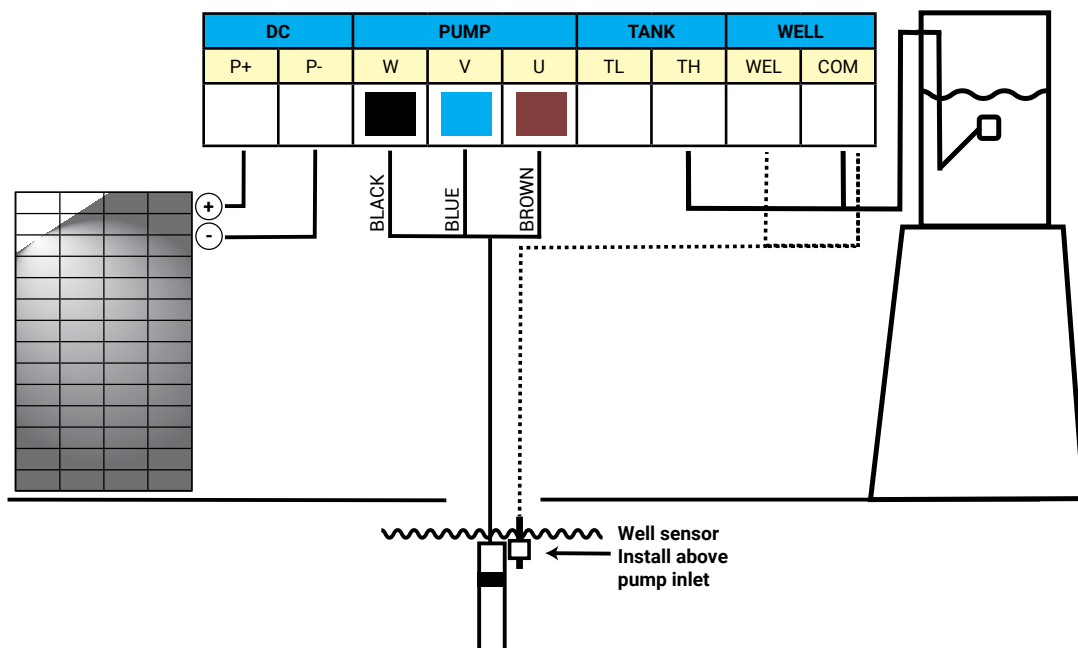 DC PUMP TANK WELL
P+ P- W V U TL TH WEL COM
BLACK
BLUE
BROWN
+
-
Well sensor
Install above
pump inlet